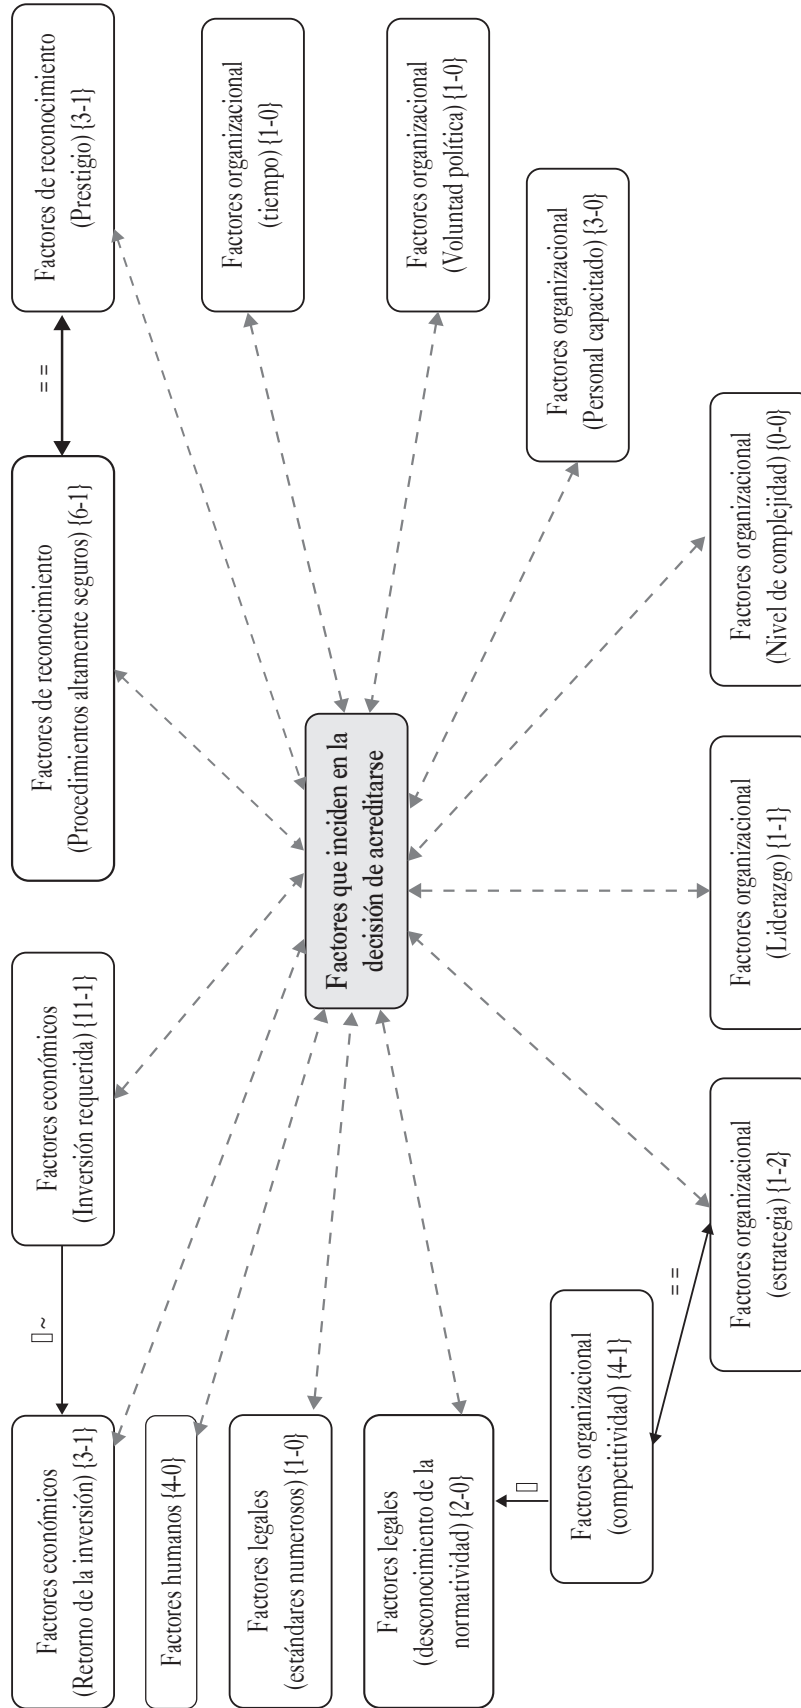 Factores económicos
(Retorno de la inversión) {3-1}
▯~
Factores económicos
(Inversión requerida) {11-1}
Factores de reconocimiento
(Procedimientos altamente seguros) {6-1}
= =
Factores de reconocimiento
(Prestigio) {3-1}
Factores humanos {4-0}
Factores organizacional
(tiempo) {1-0}
Factores legales
(estándares numerosos) {1-0}
Factores que inciden en la
decisión de acreditarse
Factores legales
(desconocimiento de la
normatividad) {2-0}
Factores organizacional
(Voluntad política) {1-0}
▯
Factores organizacional
(Personal capacitado) {3-0}
Factores organizacional
(competitividad) {4-1}
= =
Factores organizacional
(estrategia) {1-2}
Factores organizacional
(Liderazgo) {1-1}
Factores organizacional
(Nivel de complejidad) {0-0}